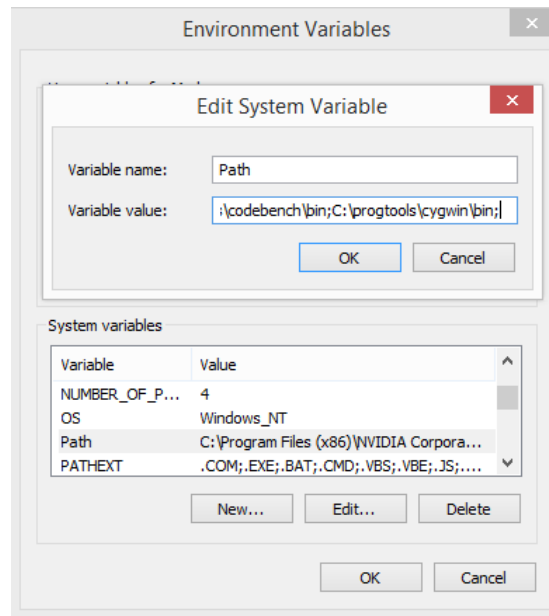 Environment Variables
Edit System Variable
Variable name: Path
Variable value: :\codebench\bin;C:\progtools\cygwin\bin;
OK Cancel
System variables
Variable Value
NUMBER_OF_P... 4
OS Windows_NT
Path C:\Program Files (x86)\NVIDIA Corpora...
PATHEXT .COM;.EXE;.BAT;.CMD;.VBS;.VBE;.JS;....
New... Edit... Delete
OK Cancel